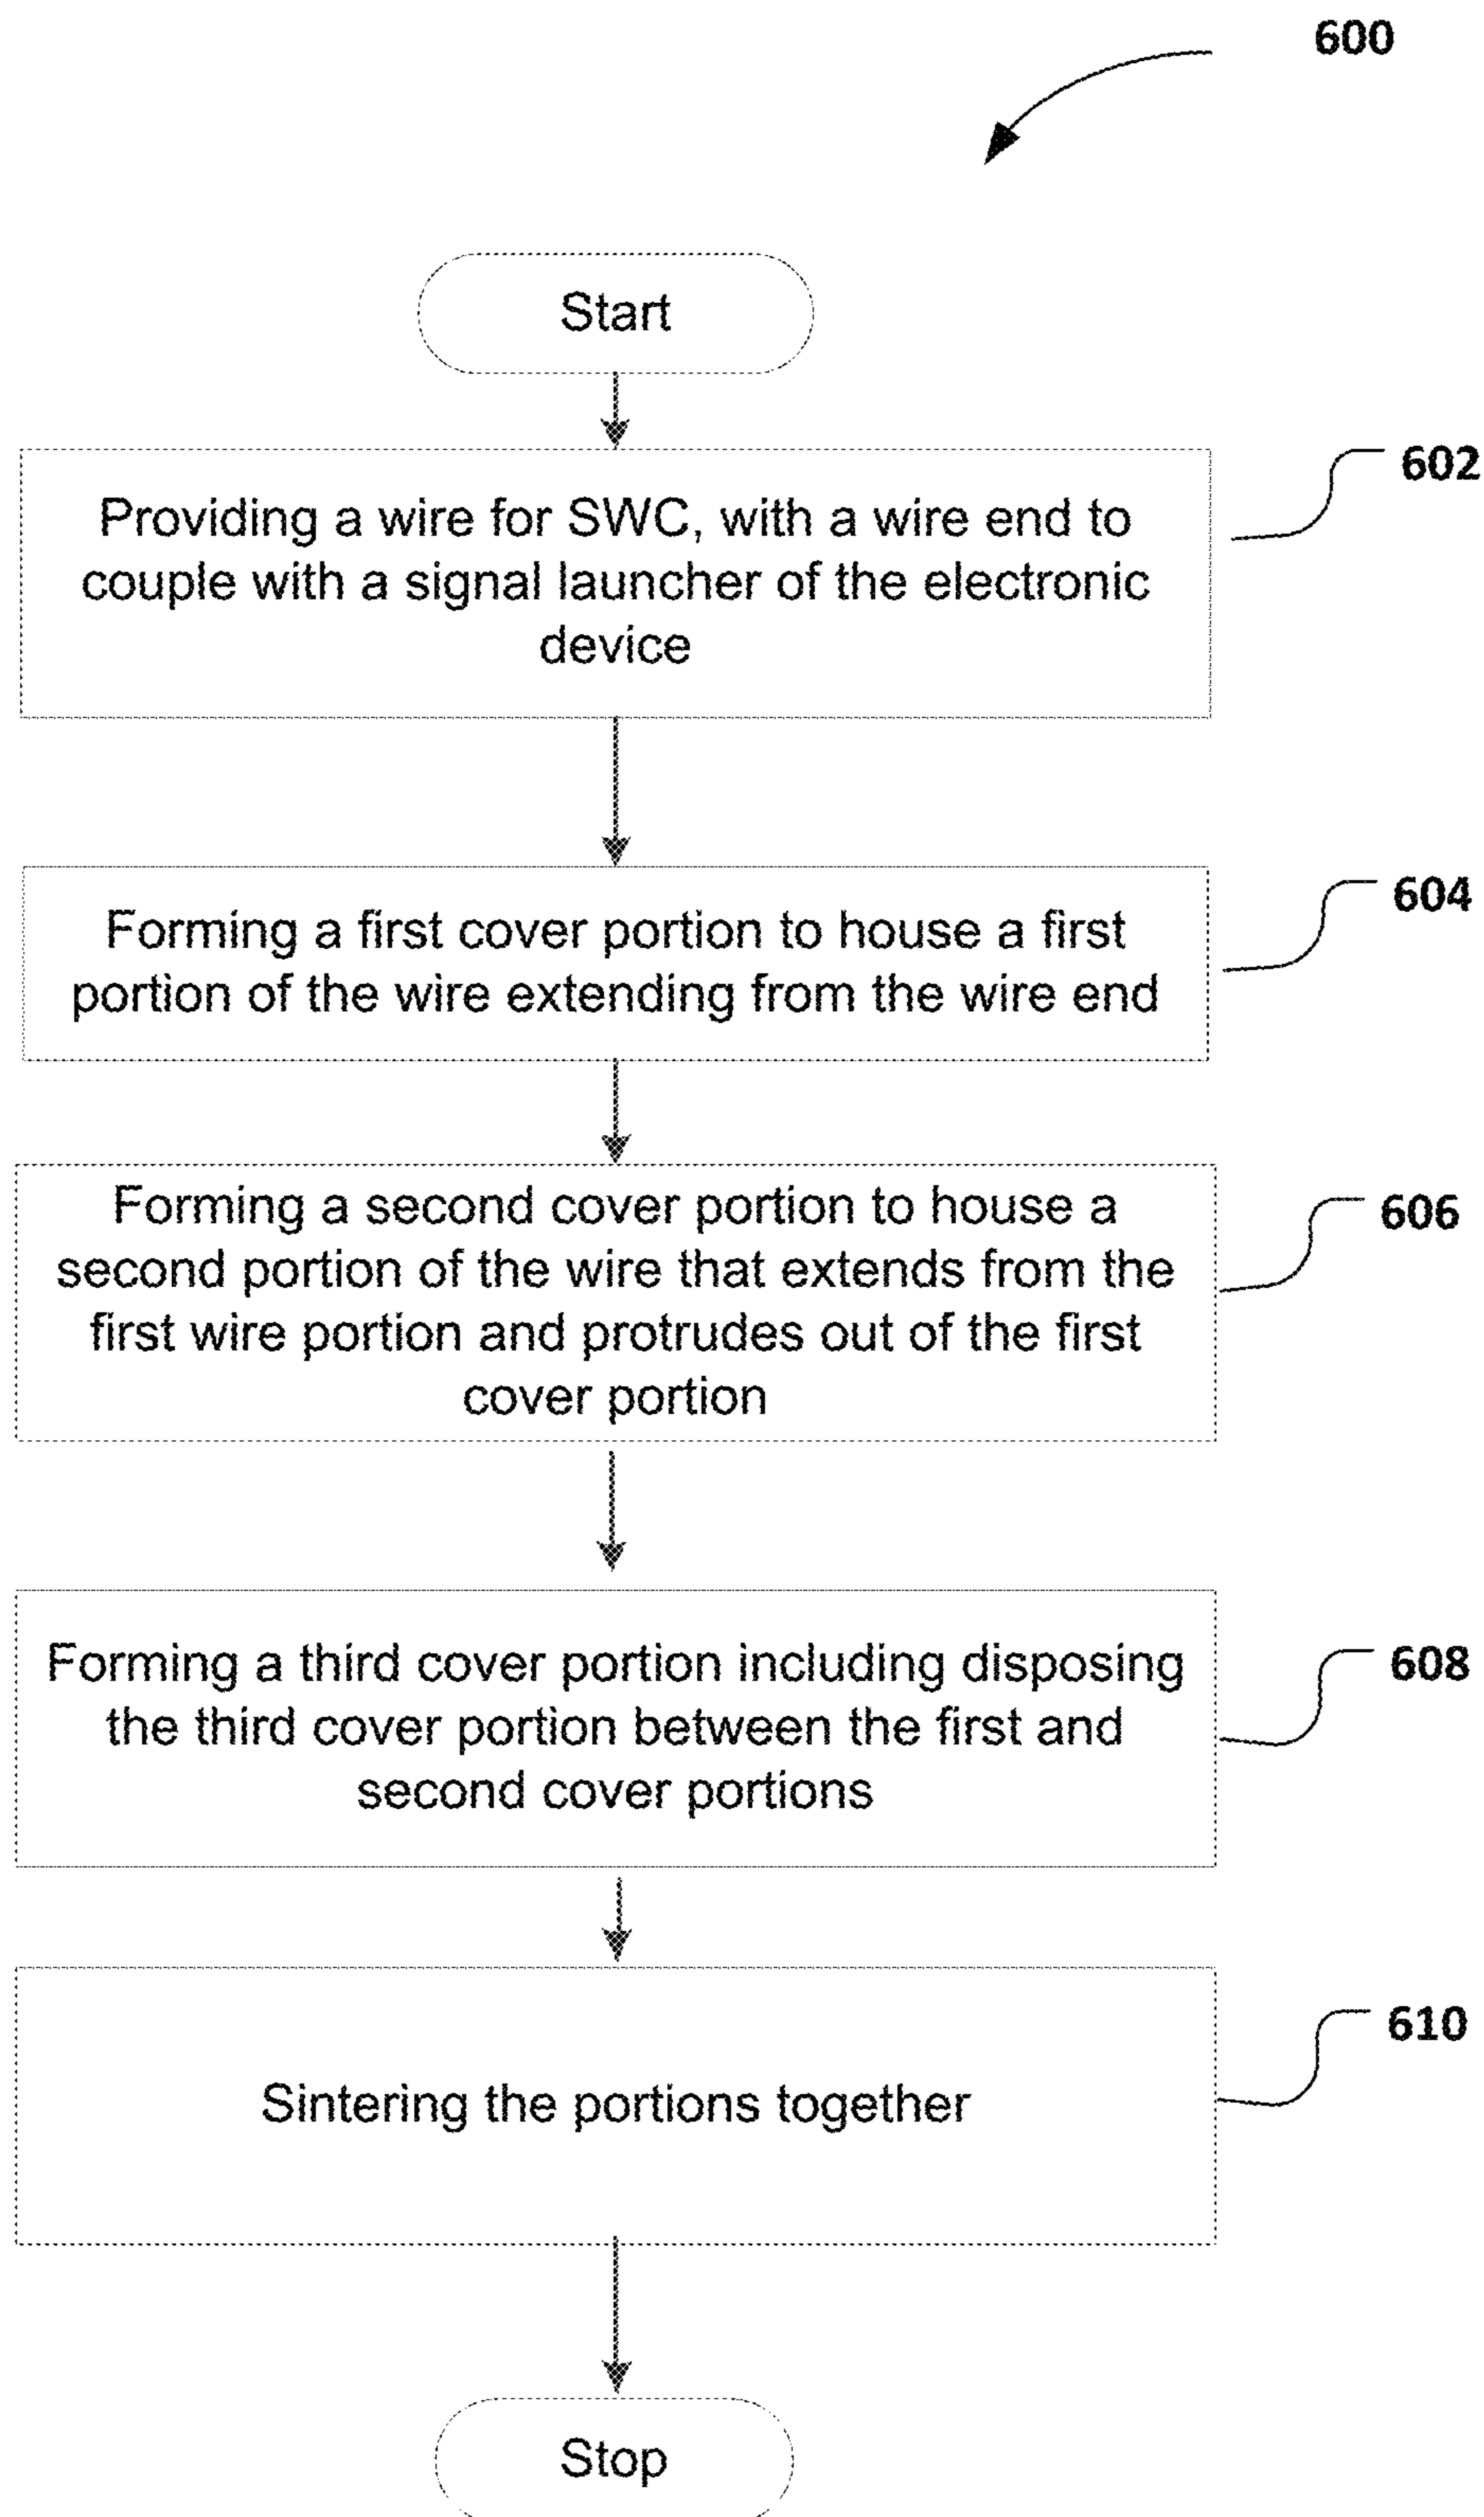 600
Start
Providing a wire for SWC, with a wire end to
couple with a signal launcher of the electronic
device
602
Forming a first cover portion to house a first
portion of the wire extending from the wire end
604
Forming a second cover portion to house a
second portion of the wire that extends from the
first wire portion and protrudes out of the first
cover portion
606
Forming a third cover portion including disposing
the third cover portion between the first and
second cover portions
608
Sintering the portions together
610
Stop